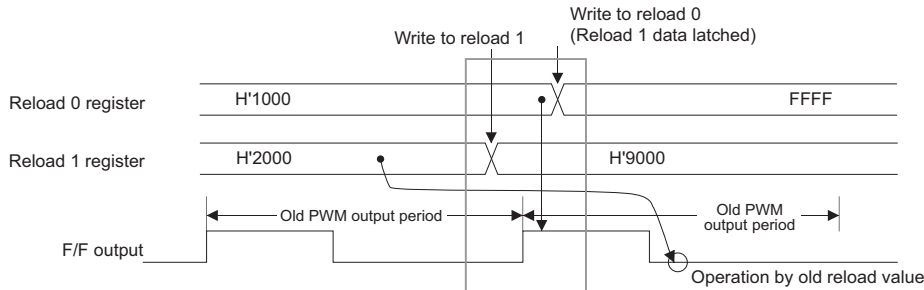 Write to reload 0
(Reload 1 data latched)
Write to reload 1
Reload 0 register
H'1000
FFFF
Reload 1 register
H'2000
H'9000
Old PWM output period
Old PWM
output period
F/F output
Operation by old reload value